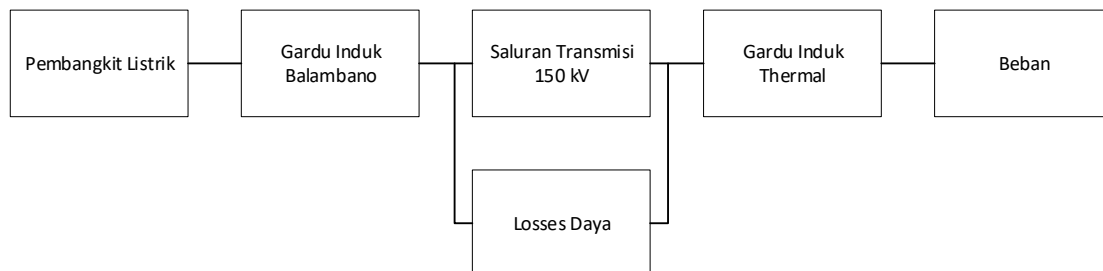 Pembangkit Listrik
Gardu Induk
Balambano
Saluran Transmisi
150 kV
Gardu Induk
Thermal
Beban
Losses Daya